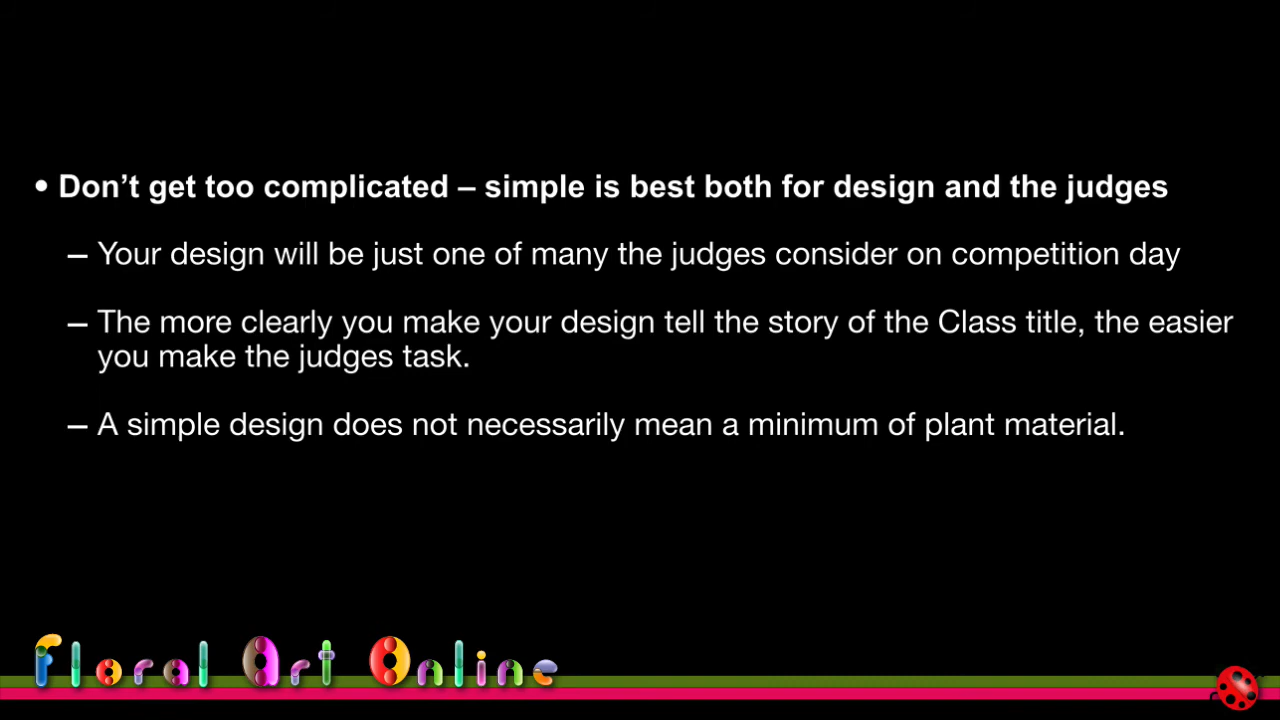 • Don’t get too complicated – simple is best both for design and the judges
– Your design will be just one of many the judges consider on competition day
– The more clearly you make your design tell the story of the Class title, the easier
you make the judges task.
– A simple design does not necessarily mean a minimum of plant material.
Floral Art Online